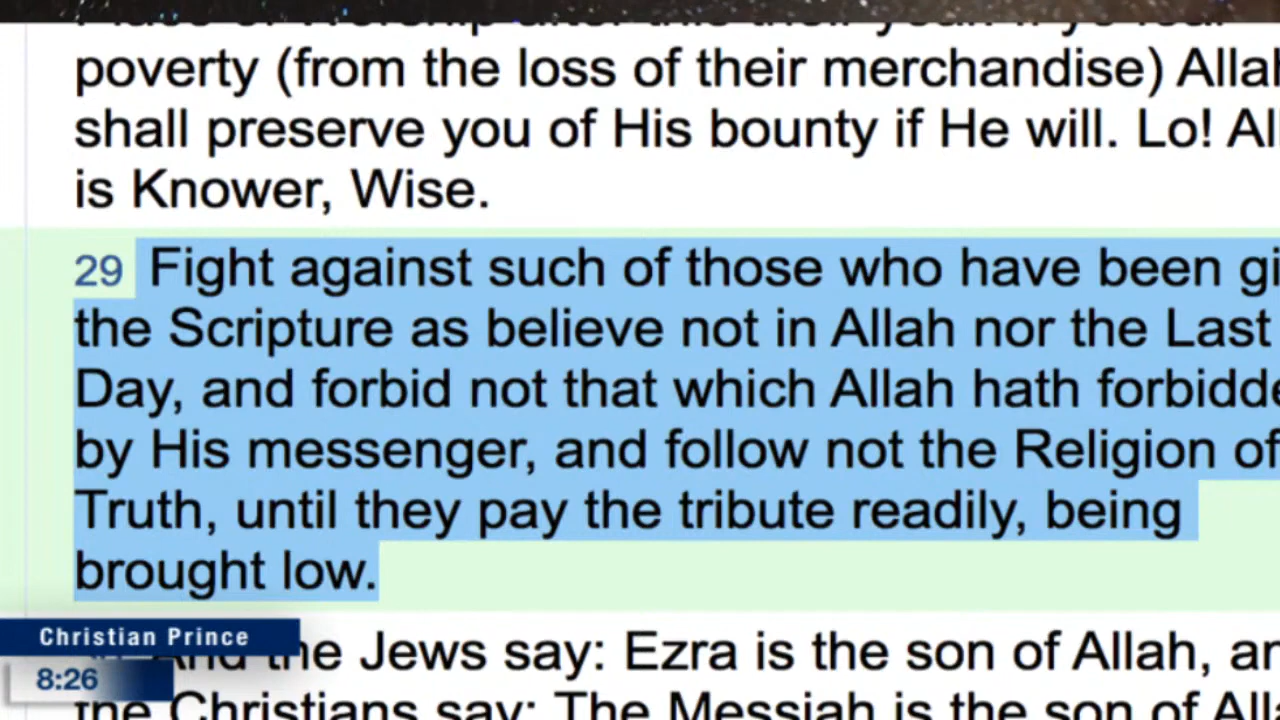 poverty (from the loss of their merchandise) Allah
shall preserve you of His bounty if He will. Lo!
is Knower, Wise.
29 Fight against such of those who have been
the Scripture as believe not in Allah nor the Last
Day, and forbid not that which Allah hath
by His messenger, and follow not the Religion of
Truth, until they pay the tribute readily, being
brought low.
Christian Prince
And the Jews say: Ezra is the son of Allah,
8:26
the Christians say: The Messiah is the son of